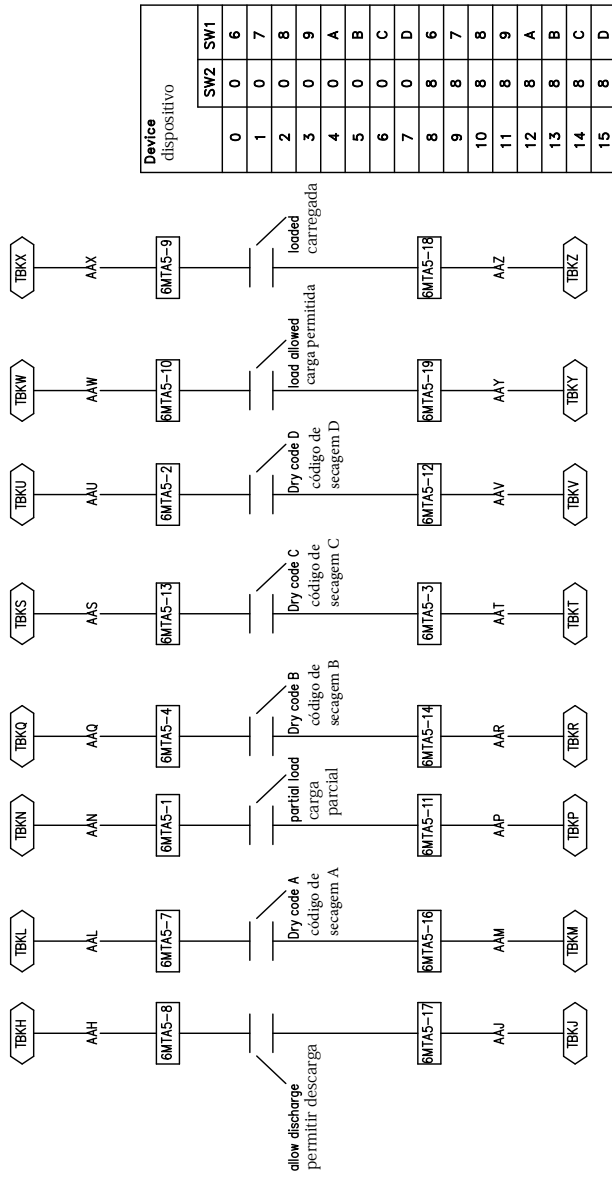 TBKH
AAH
6MTA5-8
allow discharge
permitir descarga
6MTA5-17
AAJ
TBKJ
TBKL
AAL
6MTA5-7
Dry code A
código de
secagem A
6MTA5-16
AAM
TBKM
TBKN
AAN
6MTA5-1
partial load
carga
parcial
6MTA5-11
AAP
TBKP
TBKQ
AAQ
6MTA5-4
Dry code B
código de
secagem B
6MTA5-14
AAR
TBKR
TBKS
AAS
6MTA5-13
Dry code C
código de
secagem C
6MTA5-3
AAT
TBKT
TBKU
AAU
6MTA5-2
Dry code D
código de
secagem D
6MTA5-12
AAV
TBKV
TBKW
AAW
6MTA5-10
load allowed
carga permitida
6MTA5-19
AAY
TBKY
TBKX
AAX
6MTA5-9
loaded
carregada
6MTA5-18
AAZ
TBKZ
Device
dispositivo
SW2 SW1
0 0 6
1 0 7
2 0 8
3 0 9
4 0 A
5 0 B
6 0 C
7 0 D
8 8 6
9 8 7
10 8 8
11 8 9
12 8 A
13 8 B
14 8 C
15 8 D